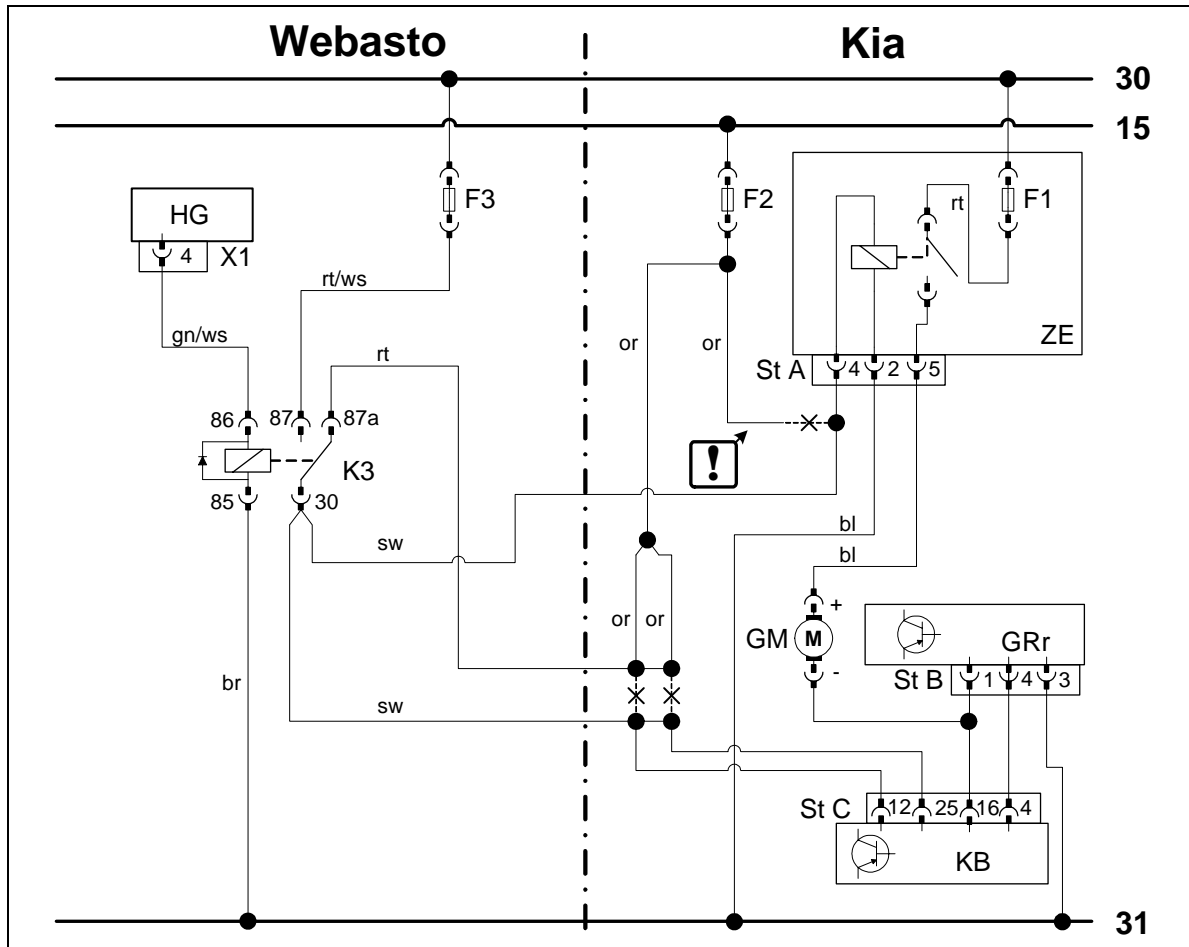 Webasto
Kia
30
15
HG
4
X1
F3
F2
rt
F1
rt/ws
gn/ws
rt
or
or
ZE
St A
4
2
5
86
87
87a
!
K3
85
30
bl
sw
bl
+
or
or
GM
M
GRr
-
St B
1
4
3
br
sw
St C
12
25
16
4
KB
31